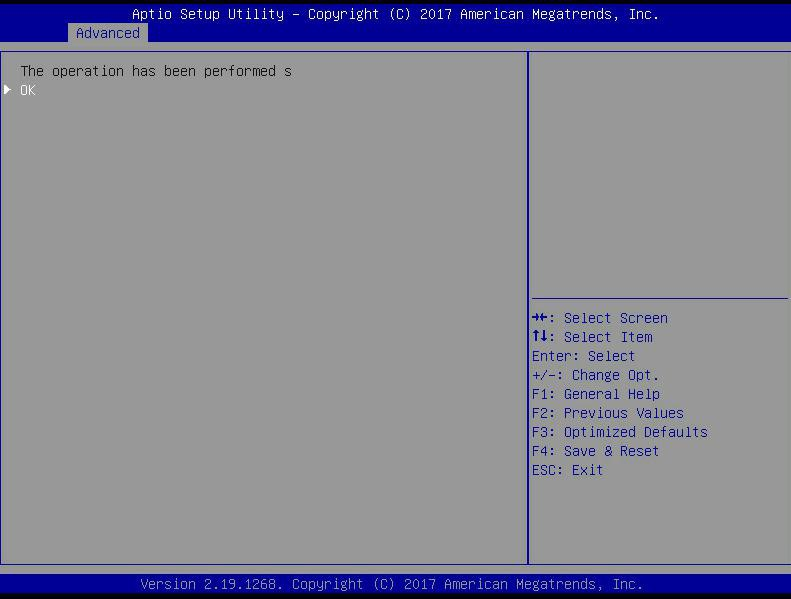 Aptio Setup Utility – Copyright (C) 2017 American Megatrends, Inc.
Advanced
The operation has been performed s
OK
→←: Select Screen
↑↓: Select Item
Enter: Select
+/-: Change Opt.
F1: General Help
F2: Previous Values
F3: Optimized Defaults
F4: Save & Reset
ESC: Exit
Version 2.19.1268. Copyright (C) 2017 American Megatrends, Inc.